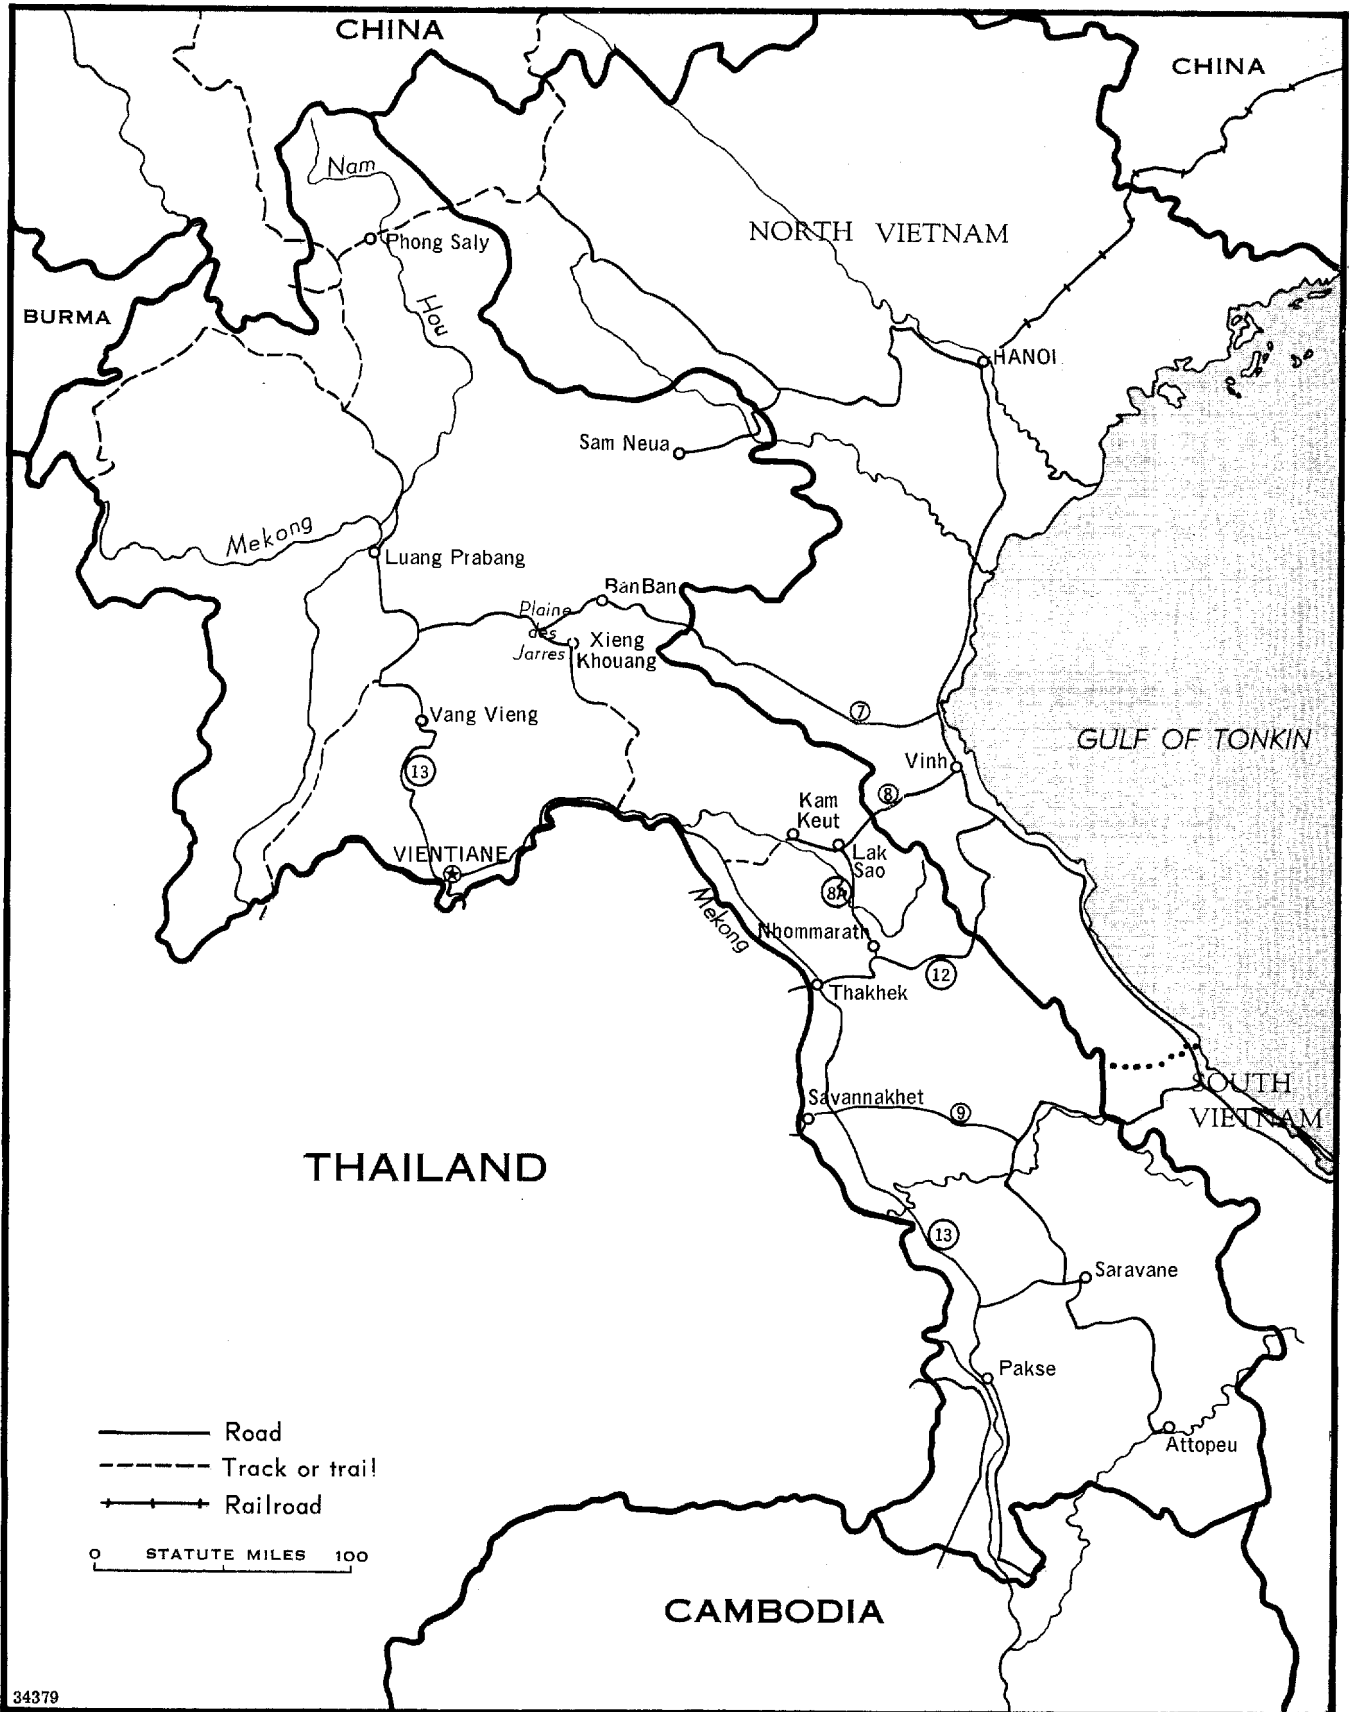 CHINA
CHINA
Nam
Phong Saly
NORTH VIETNAM
Hou
BURMA
HANOI
Sam Neua
Mekong
Luang Prabang
Ban Ban
Plaine
des
Jarres
Xieng
Khouang
7
Vang Vieng
GULF OF TONKIN
Vinh
13
8
Kam
Keut
VIENTIANE
Lak
Sao
8A
Mekong
Nhommarath
12
Thakhek
SOUTH
VIETNAM
Savannakhet
9
THAILAND
13
Saravane
Pakse
Attopeu
Road
Track or trail
Railroad
0 STATUTE MILES 100
CAMBODIA
34379